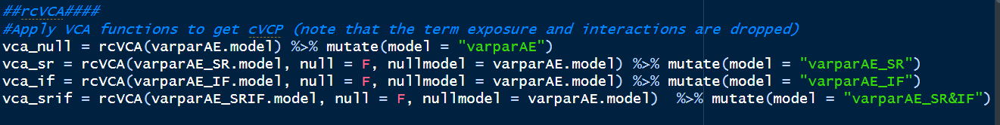 ##rcVCA####
#Apply VCA functions to get cVCP (note that the term exposure and interactions are dropped)
vca_null = rcVCA(varparAE.model) %>% mutate(model = "varparAE")
vca_sr = rcVCA(varparAE_SR.model, null = F, nullmodel = varparAE.model) %>% mutate(model = "varparAE_SR")
vca_if = rcVCA(varparAE_IF.model, null = F, nullmodel = varparAE.model) %>% mutate(model = "varparAE_IF")
vca_srif = rcVCA(varparAE_SRIF.model, null = F, nullmodel = varparAE.model)  %>% mutate(model = "varparAE_SR&IF")